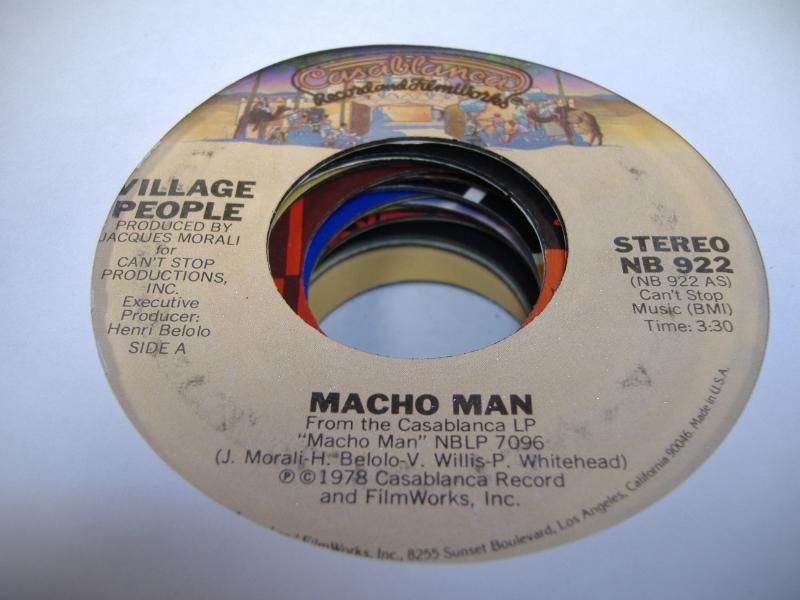 Casablanca
Record and FilmWorks
VILLAGE
PEOPLE
PRODUCED BY
JACQUES MORALI
for
CAN'T STOP
PRODUCTIONS,
INC.
Executive
Producer:
Henri Belolo
SIDE A
STEREO
NB 922
(NB 922 AS)
Can't Stop
Music (BMI)
Time: 3:30
MACHO MAN
From the Casablanca LP
"Macho Man" NBLP 7096
(J. Morali-H. Belolo-V. Willis-P. Whitehead)
℗©1978 Casablanca Record
and FilmWorks, Inc.
and FilmWorks, Inc., 8255 Sunset Boulevard, Los Angeles, California 90046. Made in U.S.A.